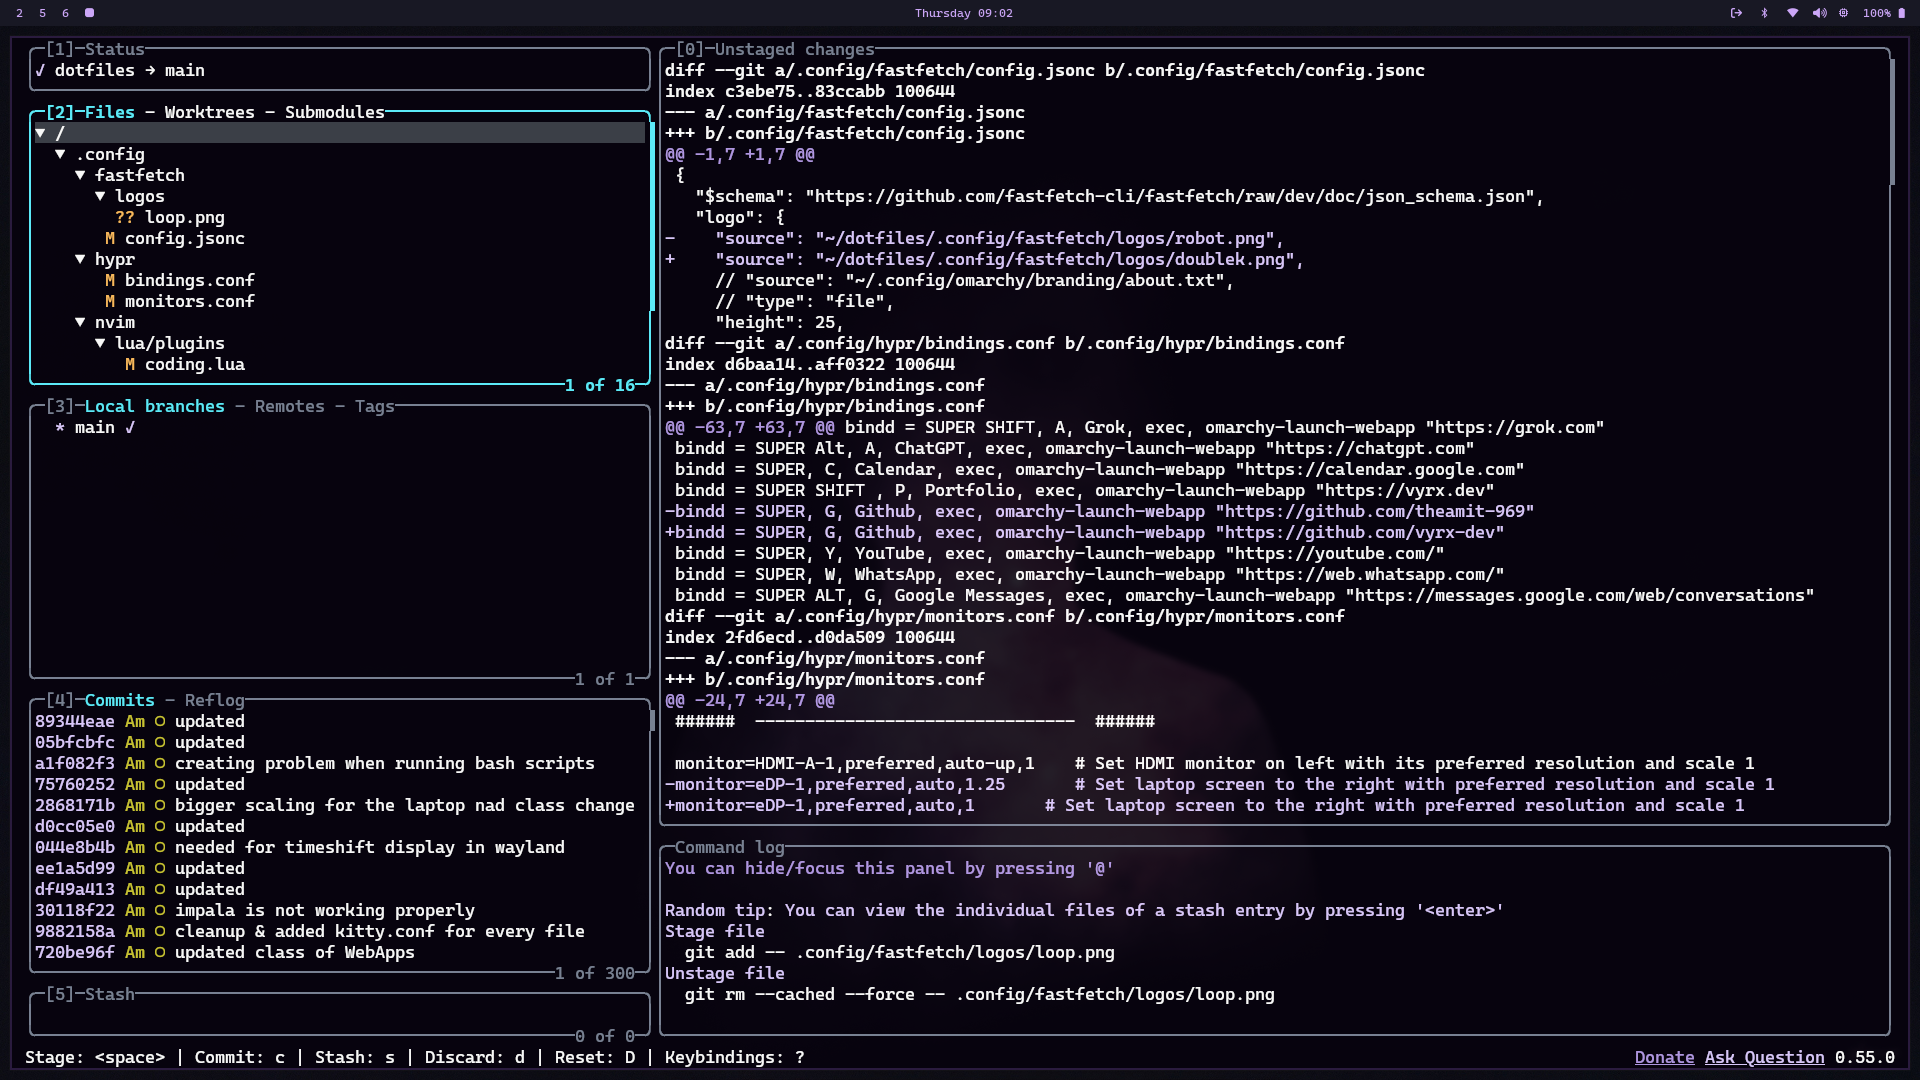 2 5 6
Thursday 09:02
100%
[1]─Status
✓ dotfiles → main
[2]─Files — Worktrees — Submodules
▼ /
▼ .config
▼ fastfetch
▼ logos
?? loop.png
M config.jsonc
▼ hypr
M bindings.conf
M monitors.conf
▼ nvim
▼ lua/plugins
M coding.lua
1 of 16
[3]─Local branches — Remotes — Tags
* main ✓
1 of 1
[4]─Commits — Reflog
89344eae Am O updated
05bfcbfc Am O updated
a1f082f3 Am O creating problem when running bash scripts
75760252 Am O updated
2868171b Am O bigger scaling for the laptop nad class change
d0cc05e0 Am O updated
044e8b4b Am O needed for timeshift display in wayland
ee1a5d99 Am O updated
df49a413 Am O updated
30118f22 Am O impala is not working properly
9882158a Am O cleanup & added kitty.conf for every file
720be96f Am O updated class of WebApps
1 of 300
[5]─Stash
0 of 0
[0]─Unstaged changes
diff --git a/.config/fastfetch/config.jsonc b/.config/fastfetch/config.jsonc
index c3ebe75..83ccabb 100644
--- a/.config/fastfetch/config.jsonc
+++ b/.config/fastfetch/config.jsonc
@@ -1,7 +1,7 @@
{
"$schema": "https://github.com/fastfetch-cli/fastfetch/raw/dev/doc/json_schema.json",
"logo": {
-    "source": "~/dotfiles/.config/fastfetch/logos/robot.png",
+    "source": "~/dotfiles/.config/fastfetch/logos/doublek.png",
// "source": "~/.config/omarchy/branding/about.txt",
// "type": "file",
"height": 25,
diff --git a/.config/hypr/bindings.conf b/.config/hypr/bindings.conf
index d6baa14..aff0322 100644
--- a/.config/hypr/bindings.conf
+++ b/.config/hypr/bindings.conf
@@ -63,7 +63,7 @@ bindd = SUPER SHIFT, A, Grok, exec, omarchy-launch-webapp "https://grok.com"
bindd = SUPER Alt, A, ChatGPT, exec, omarchy-launch-webapp "https://chatgpt.com"
bindd = SUPER, C, Calendar, exec, omarchy-launch-webapp "https://calendar.google.com"
bindd = SUPER SHIFT , P, Portfolio, exec, omarchy-launch-webapp "https://vyrx.dev"
-bindd = SUPER, G, Github, exec, omarchy-launch-webapp "https://github.com/theamit-969"
+bindd = SUPER, G, Github, exec, omarchy-launch-webapp "https://github.com/vyrx-dev"
bindd = SUPER, Y, YouTube, exec, omarchy-launch-webapp "https://youtube.com/"
bindd = SUPER, W, WhatsApp, exec, omarchy-launch-webapp "https://web.whatsapp.com/"
bindd = SUPER ALT, G, Google Messages, exec, omarchy-launch-webapp "https://messages.google.com/web/conversations"
diff --git a/.config/hypr/monitors.conf b/.config/hypr/monitors.conf
index 2fd6ecd..d0da509 100644
--- a/.config/hypr/monitors.conf
+++ b/.config/hypr/monitors.conf
@@ -24,7 +24,7 @@
######  --------------------------------  ######
monitor=HDMI-A-1,preferred,auto-up,1    # Set HDMI monitor on left with its preferred resolution and scale 1
-monitor=eDP-1,preferred,auto,1.25       # Set laptop screen to the right with preferred resolution and scale 1
+monitor=eDP-1,preferred,auto,1       # Set laptop screen to the right with preferred resolution and scale 1
Command log
You can hide/focus this panel by pressing '@'
Random tip: You can view the individual files of a stash entry by pressing '<enter>'
Stage file
git add -- .config/fastfetch/logos/loop.png
Unstage file
git rm --cached --force -- .config/fastfetch/logos/loop.png
Stage: <space> | Commit: c | Stash: s | Discard: d | Reset: D | Keybindings: ?
Donate Ask Question 0.55.0